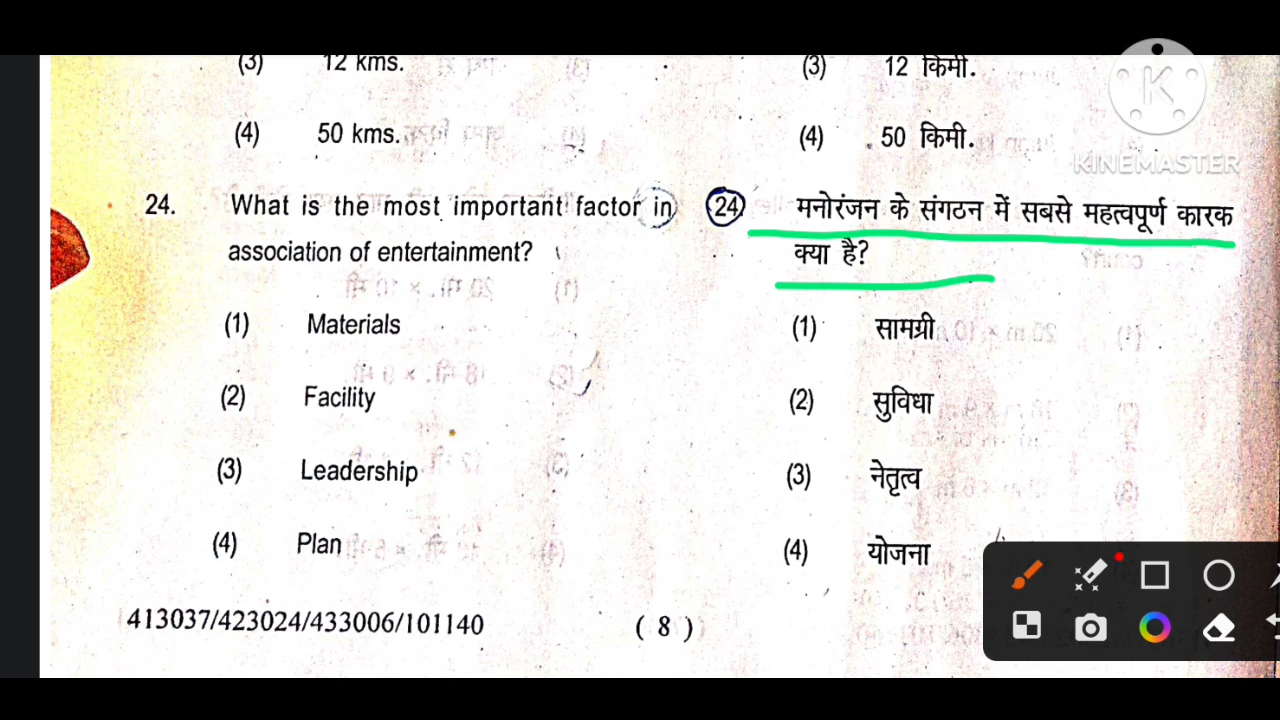 (3) 12 kms.
(4) 50 kms.
24. What is the most important factor in
association of entertainment?
(1) Materials
(2) Facility
(3) Leadership
(4) Plan
(3) 12 किमी.
(4) 50 किमी.
24. मनोरंजन के संगठन में सबसे महत्वपूर्ण कारक
क्या है?
(1) सामग्री
(2) सुविधा
(3) नेतृत्व
(4) योजना
413037/423024/433006/101140 ( 8 )
K
KINEMASTER